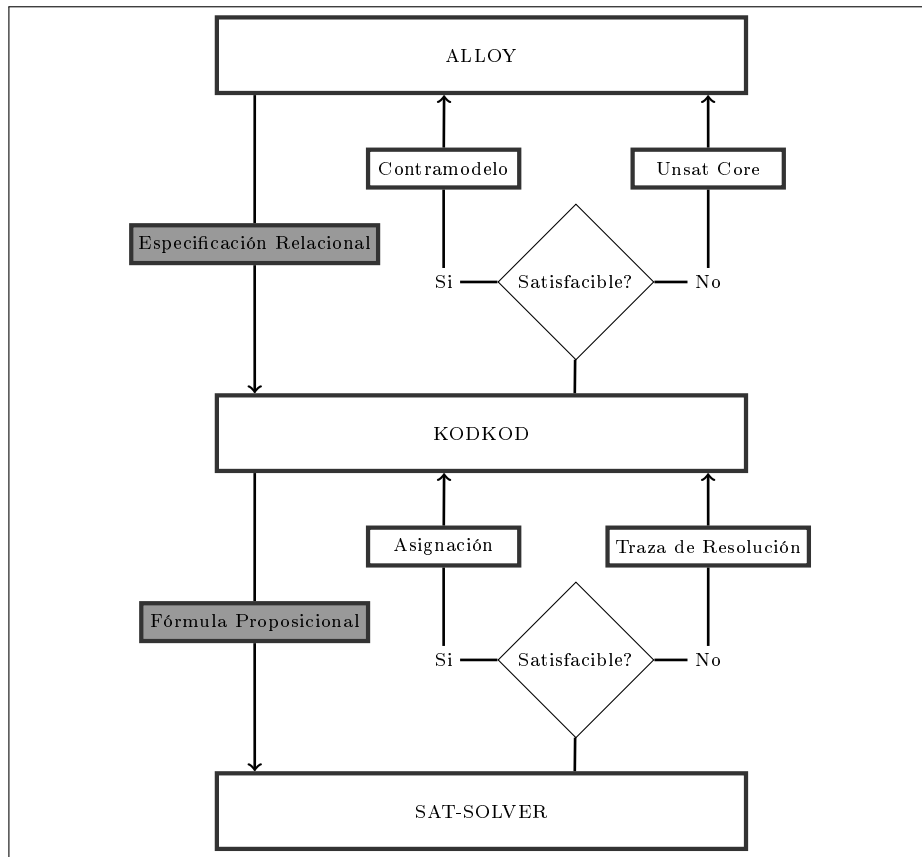 ALLOY
Contramodelo
Unsat Core
Especificación Relacional
Si
Satisfacible?
No
KODKOD
Asignación
Traza de Resolución
Fórmula Proposicional
Si
Satisfacible?
No
SAT-SOLVER